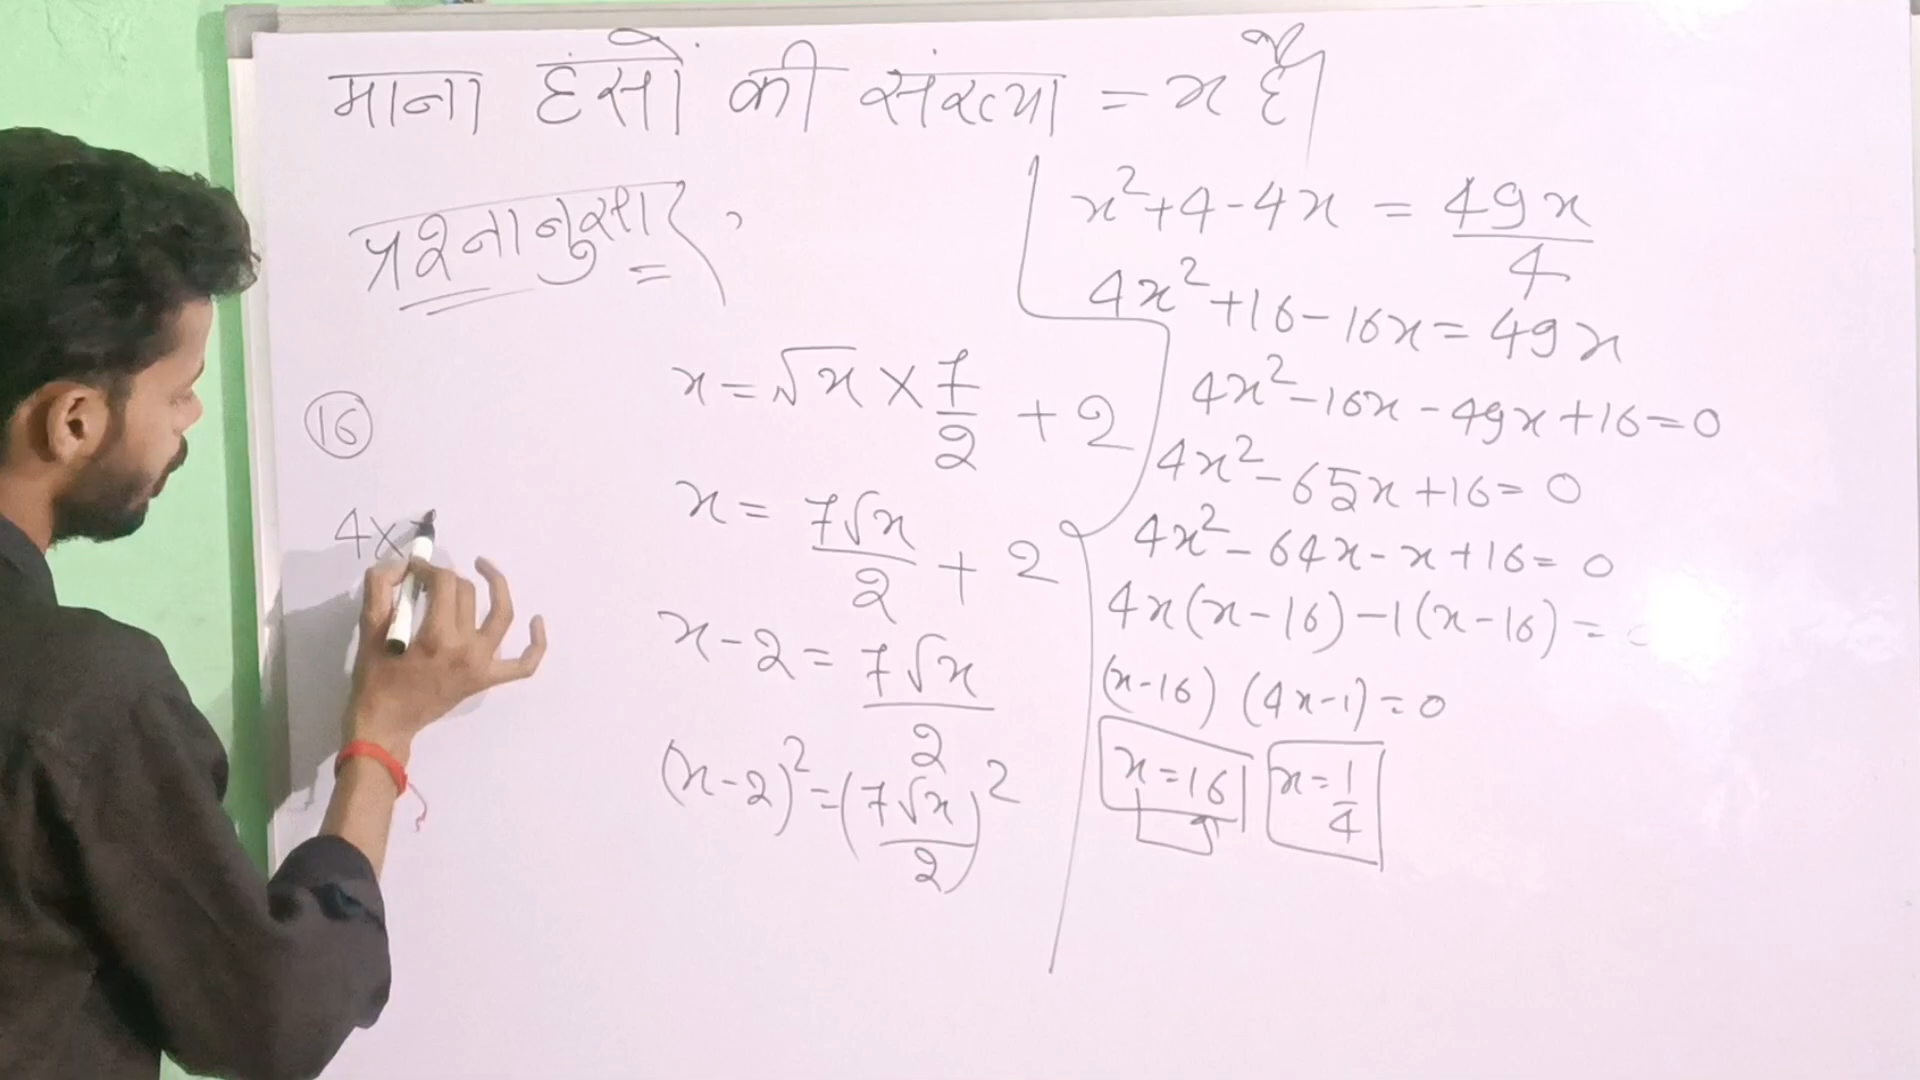 माना हंसों की संख्या = x है
प्रश्नानुसार,
16
4×
x = √x × 7/2 + 2
x = 7√x/2 + 2
x-2 = 7√x/2
(x-2)² = (7√x/2)²
x²+4-4x = 49x/4
4x²+16-16x = 49x
4x²-16x-49x+16=0
4x²-65x+16=0
4x²-64x-x+16=0
4x(x-16)-1(x-16)=
(x-16) (4x-1)=0
x=16 x=1/4